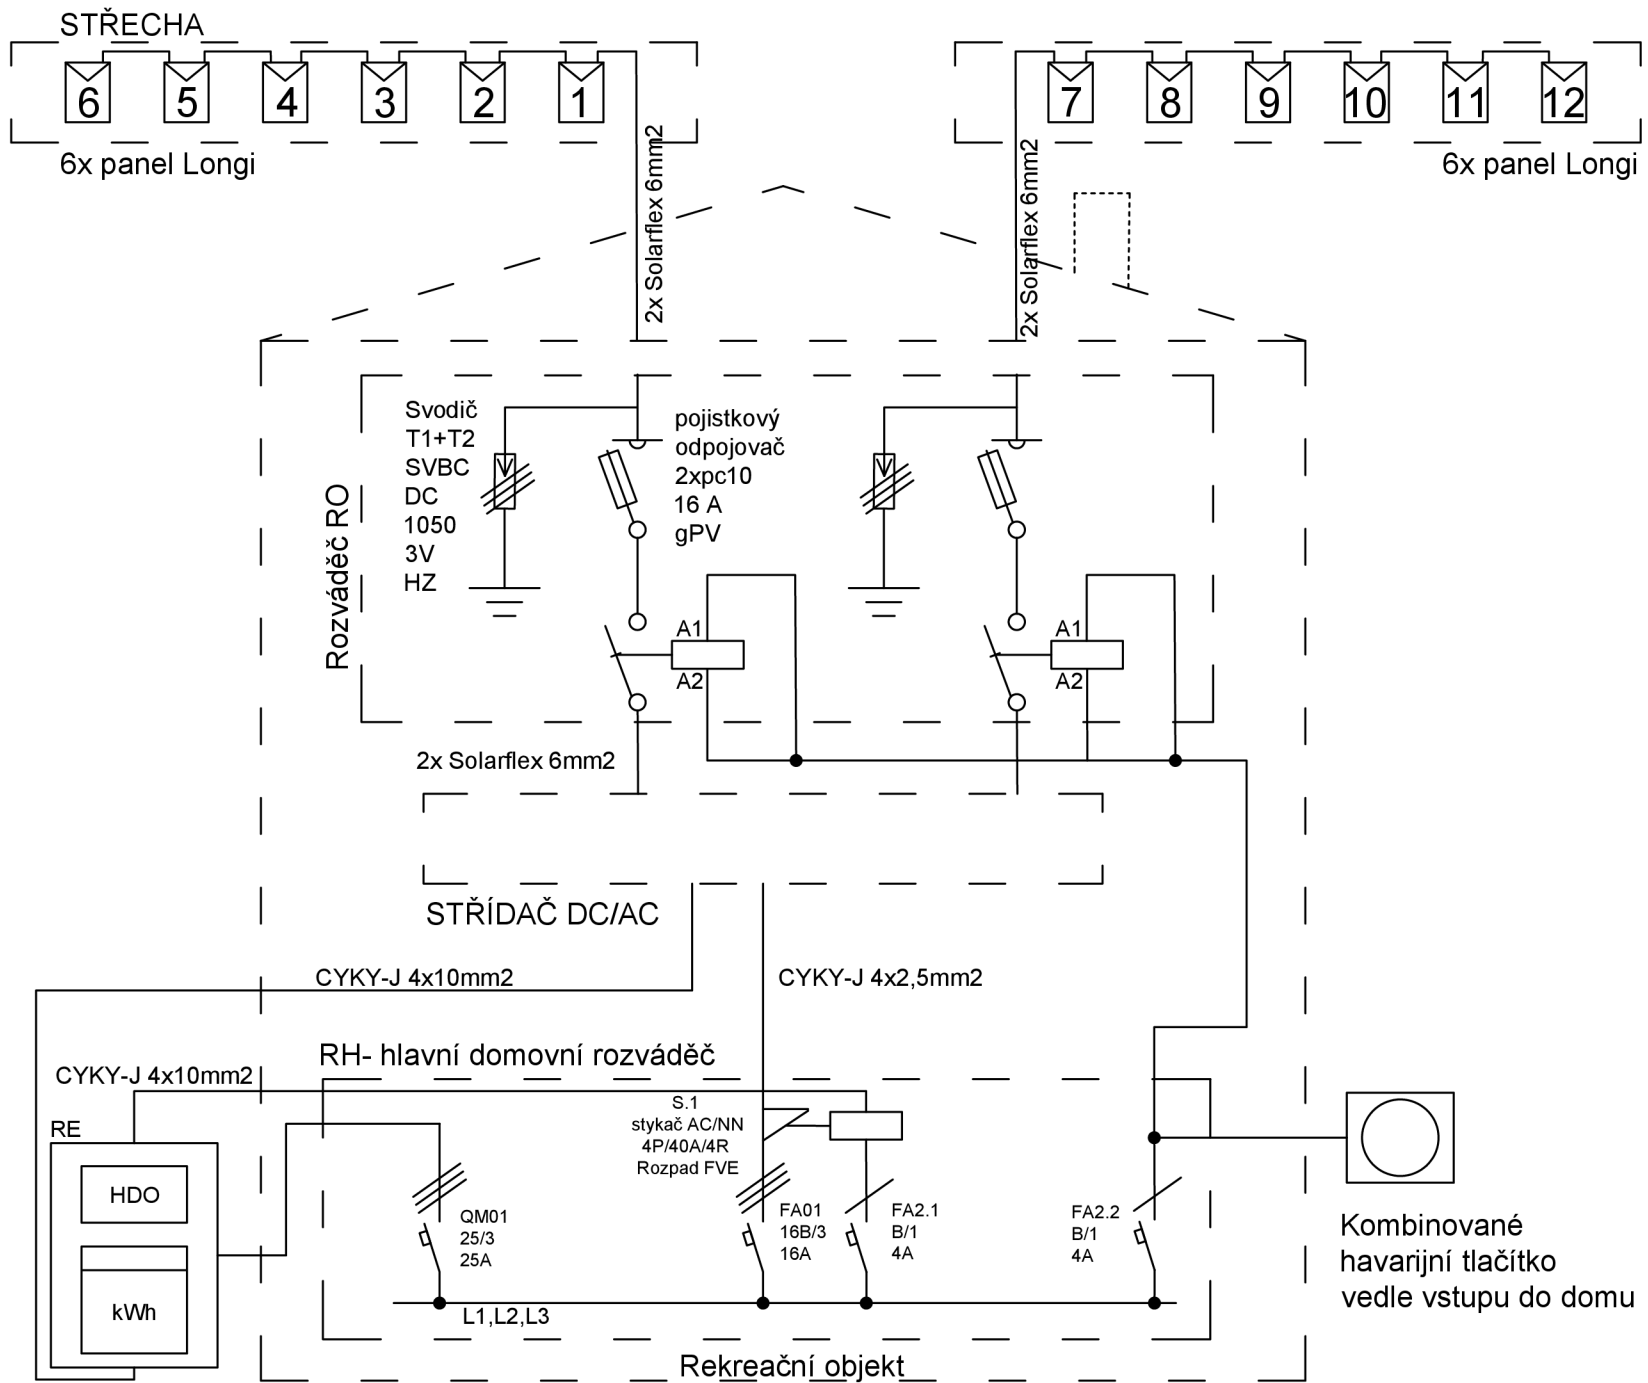 STŘECHA
6 5 4 3 2 1
7 8 9 10 11 12
6x panel Longi
6x panel Longi
2x Solarflex 6mm2
2x Solarflex 6mm2
Rozváděč RO
Svodič
T1+T2
SVBC
DC
1050
3V
HZ
pojistkový
odpojovač
2xpc10
16 A
gPV
A1
A2
A1
A2
2x Solarflex 6mm2
STŘÍDAČ DC/AC
CYKY-J 4x10mm2
CYKY-J 4x2,5mm2
RH- hlavní domovní rozváděč
CYKY-J 4x10mm2
RE
HDO
kWh
S.1
stykač AC/NN
4P/40A/4R
Rozpad FVE
QM01
25/3
25A
FA01
16B/3
16A
FA2.1
B/1
4A
FA2.2
B/1
4A
L1,L2,L3
Kombinované
havarijní tlačítko
vedle vstupu do domu
Rekreační objekt